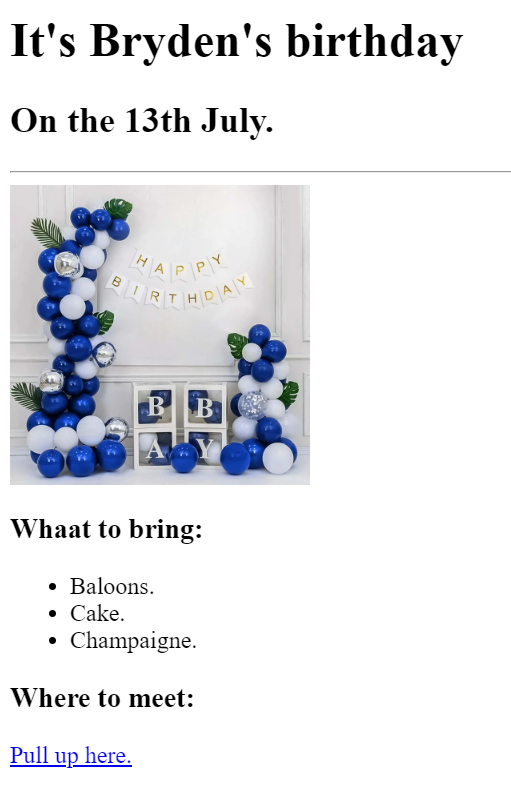 It's Bryden's birthday
On the 13th July.
HAPPY
BIRTHDAY
B B
A Y
Whaat to bring:
Baloons.
Cake.
Champaigne.
Where to meet:
Pull up here.